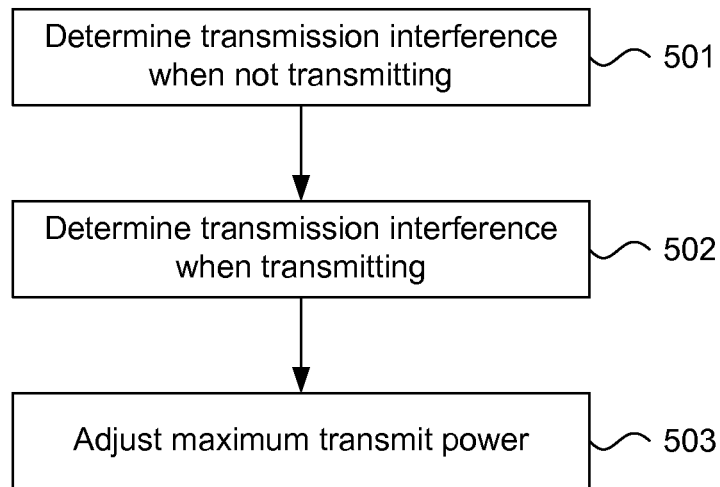 Determine transmission interference
when not transmitting
501
Determine transmission interference
when transmitting
502
Adjust maximum transmit power
503